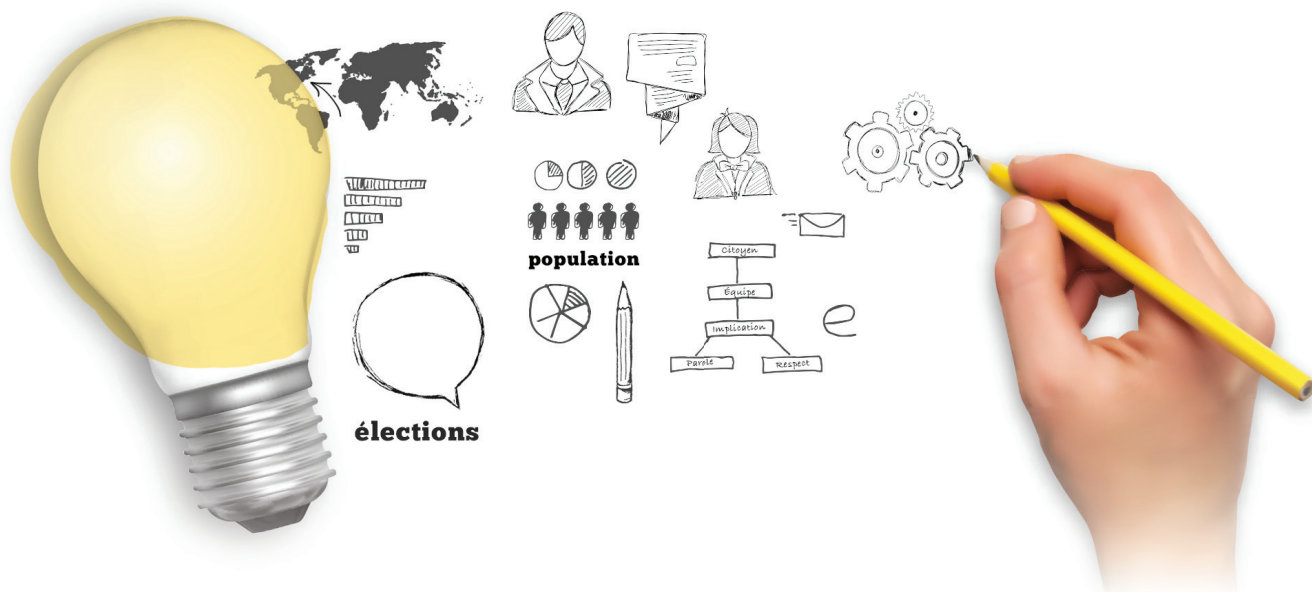 population
élections
Citoyen
Équipe
Implication
Parole
Respect
e